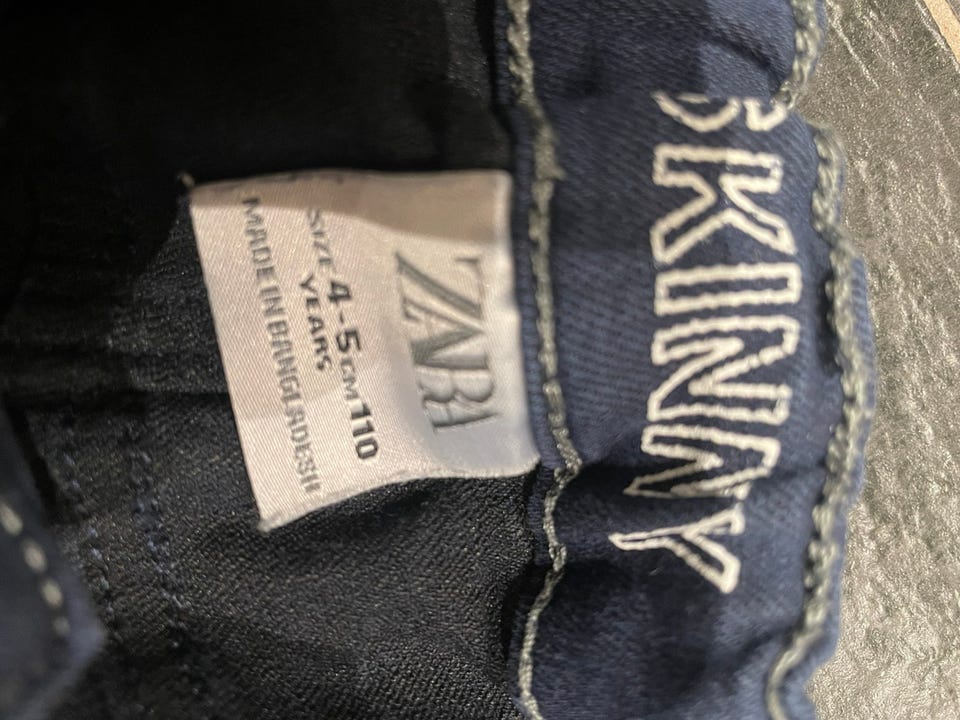 ZARA
SIZE 4-5 CM 110
YEARS
MADE IN BANGLADESH
SKINNY